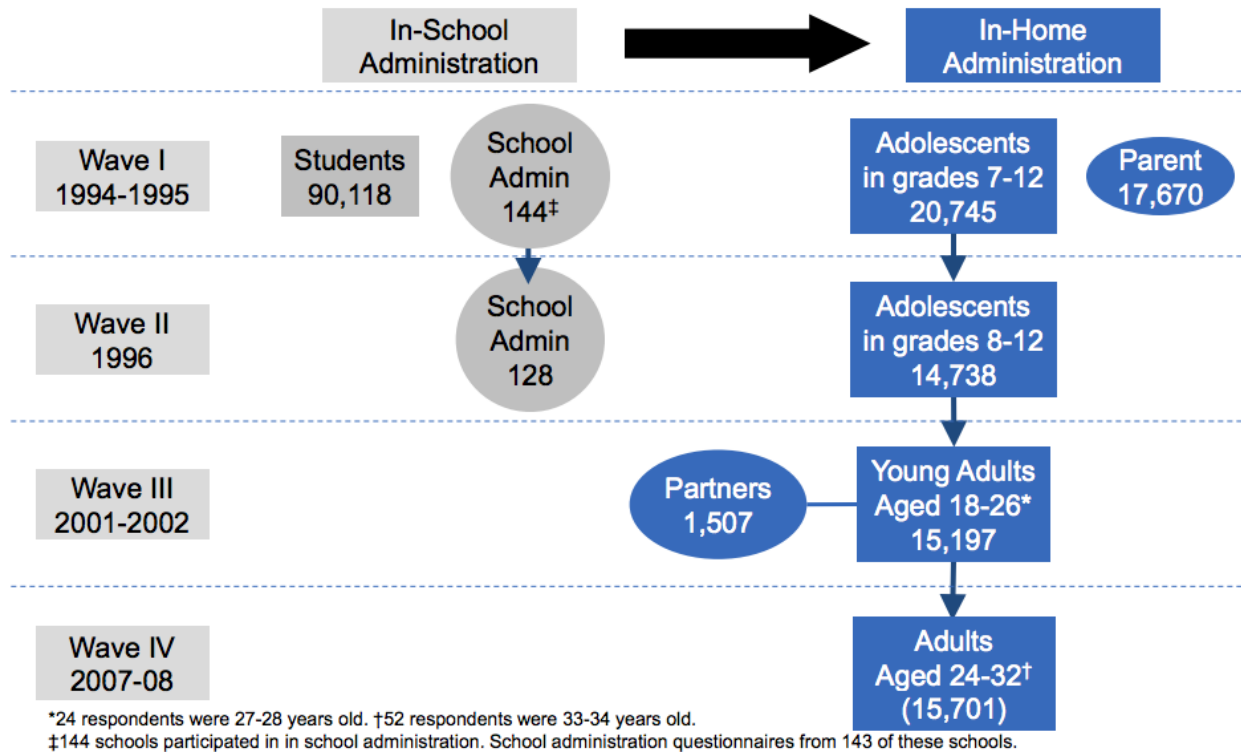 In-School
Administration
In-Home
Administration
Wave I
1994-1995
Students
90,118
School
Admin
144‡
Adolescents
in grades 7-12
20,745
Parent
17,670
Wave II
1996
School
Admin
128
Adolescents
in grades 8-12
14,738
Wave III
2001-2002
Partners
1,507
Young Adults
Aged 18-26*
15,197
Wave IV
2007-08
Adults
Aged 24-32†
(15,701)
*24 respondents were 27-28 years old. †52 respondents were 33-34 years old.
‡144 schools participated in in school administration. School administration questionnaires from 143 of these schools.